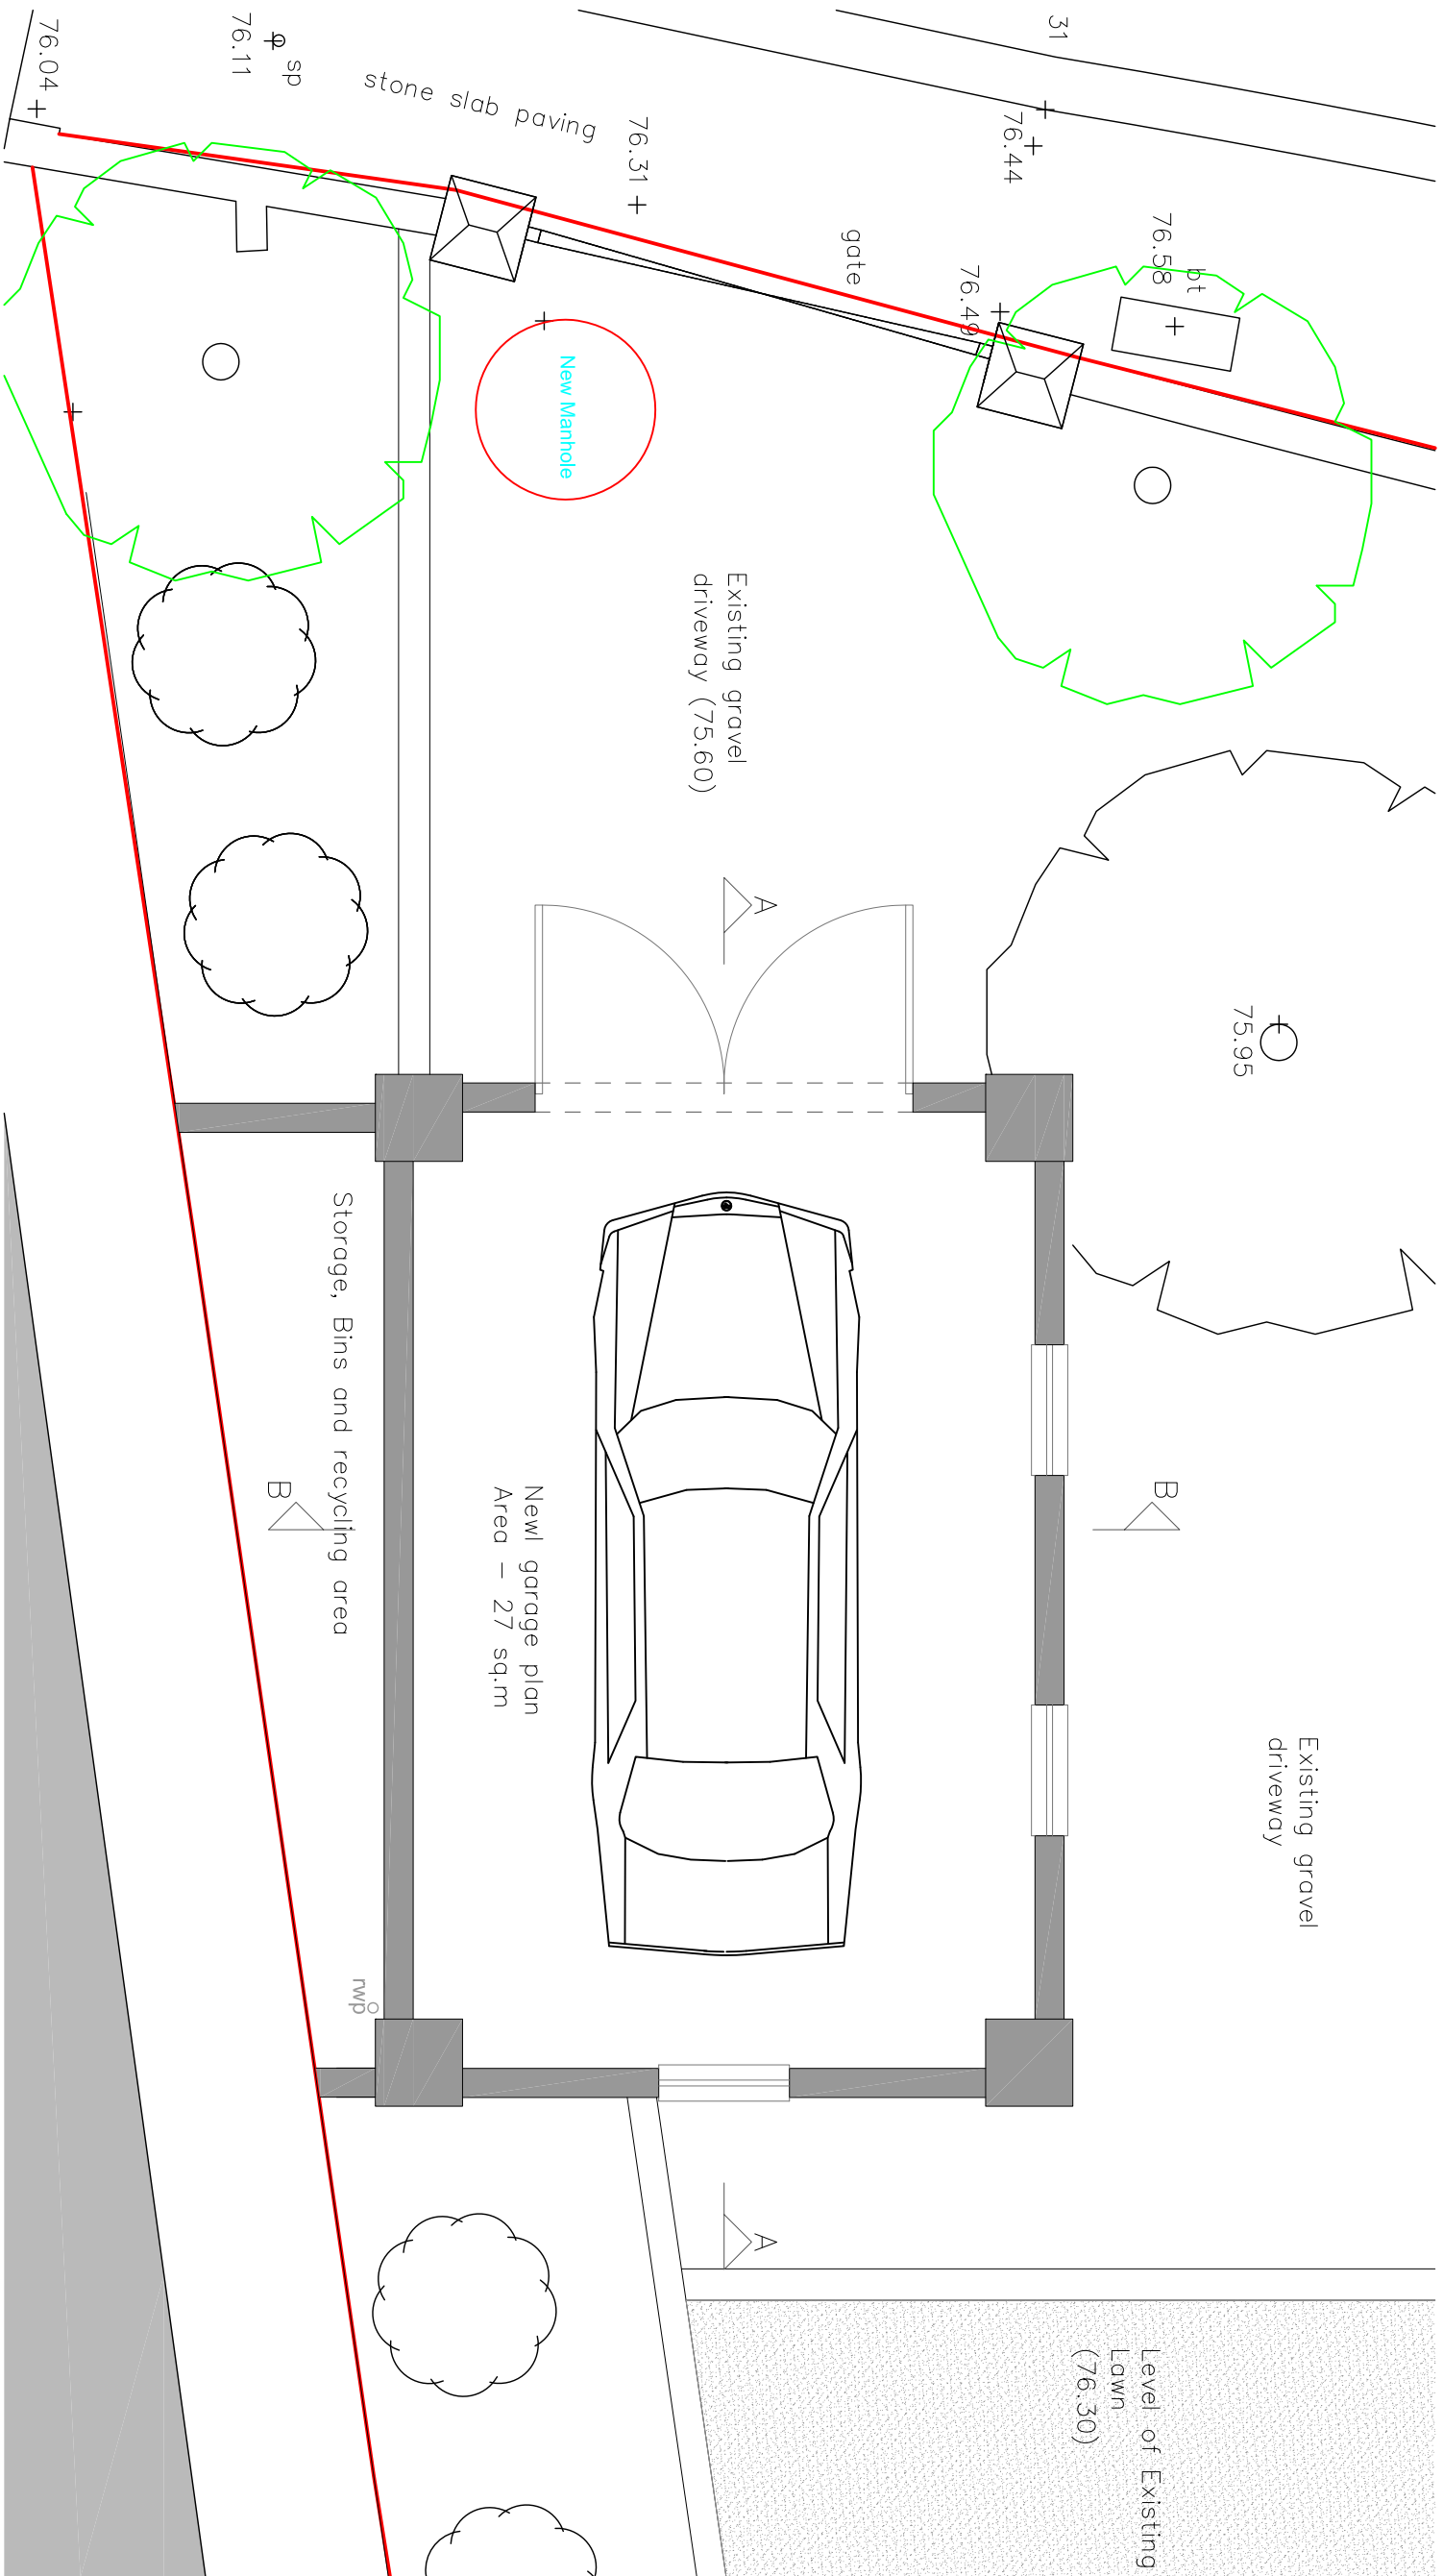 31
76.44
76.04
76.11
sp
stone slab paving
76.31
gate
76.49
76.58
bt
New Manhole
Existing gravel
driveway (75.60)
A
75.95
Storage, Bins and recycling area
B
B
Newl garage plan
Area - 27 sq.m
Existing gravel
driveway
rwp
A
Level of Existing
Lawn
(76.30)